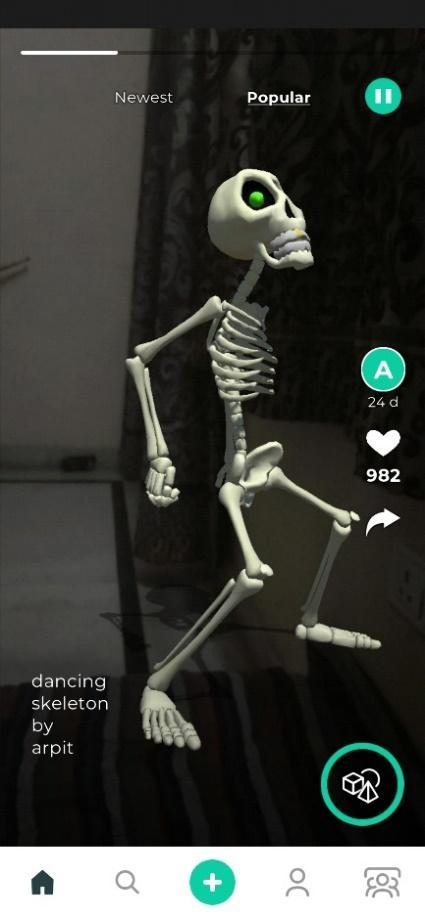 Newest
Popular
A
24 d
982
dancing
skeleton
by
arpit